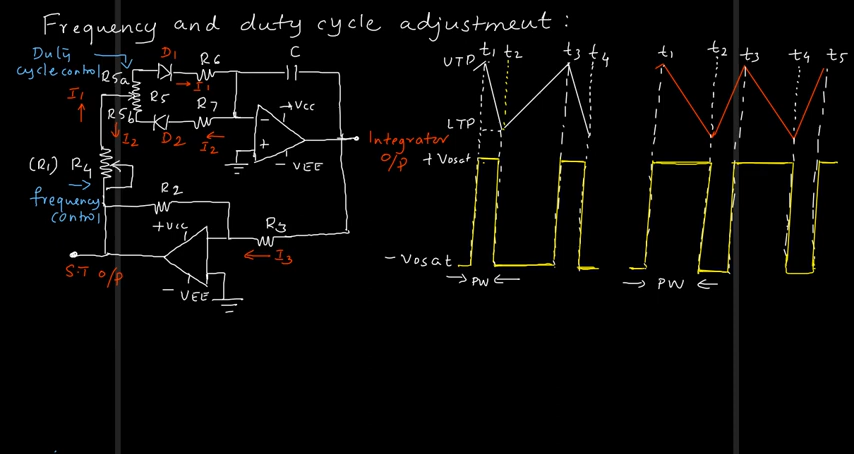 Frequency and duty cycle adjustment :
Duty
cycle control
D1
R6
C
R5a
I1
I1
R5
R5b
+Vcc
I2
D2
R7
I2
-
+
-VEE
Integrator
O/P
(R1) R4
frequency
control
R2
+Vcc
R3
I3
S.T O/P
- VEE
UTP
t1
t2
t3
t4
LTP
+ Vosat
- Vosat
PW
t1
t2
t3
t4
t5
PW